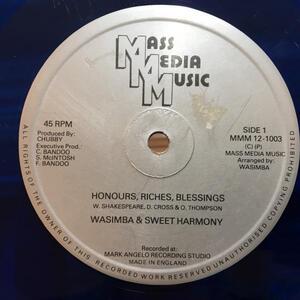 MASS
MEDIA
MUSIC
45 RPM
Produced By:
CHUBBY
Executive Prod.:
C. BANDOO
S. McINTOSH
F. BANDOO
SIDE 1
MMM 12-1003
(C) (P)
MASS MEDIA MUSIC
Arranged by:
WASIMBA
HONOURS, RICHES, BLESSINGS
W. SHAKESPEARE, D. CROSS & O. THOMPSON
WASIMBA & SWEET HARMONY
Recorded at:
MARK ANGELO RECORDING STUDIO
MADE IN ENGLAND
ALL RIGHTS OF THE OWNER OF THIS RECORDED WORK RESERVED UNAUTHORISED COPYING PROHIBITED